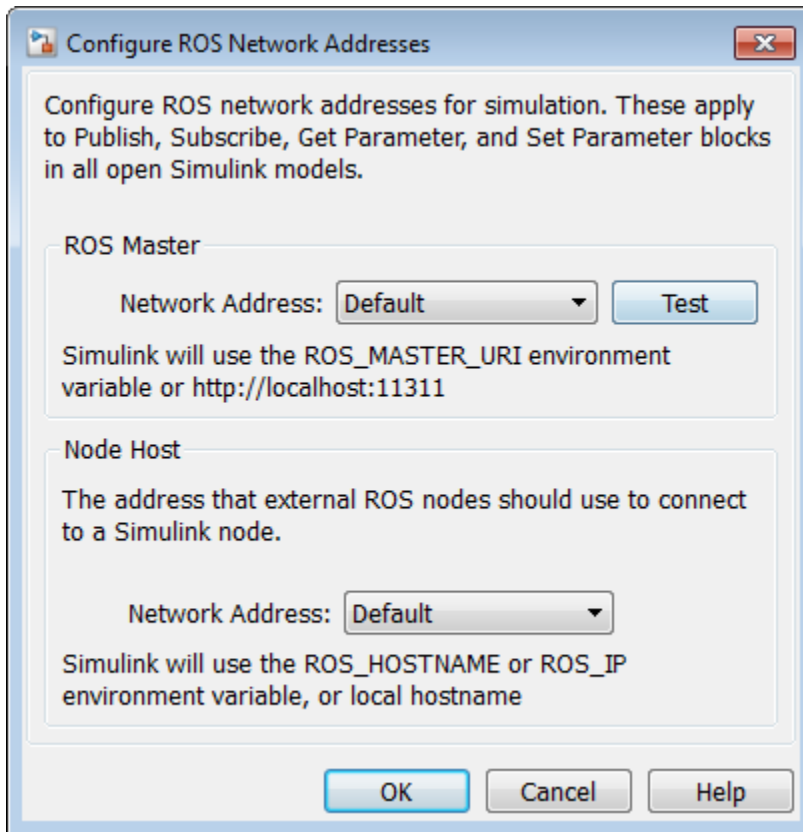 Configure ROS Network Addresses
Configure ROS network addresses for simulation. These apply
to Publish, Subscribe, Get Parameter, and Set Parameter blocks
in all open Simulink models.
ROS Master
Network Address: Default Test
Simulink will use the ROS_MASTER_URI environment
variable or http://localhost:11311
Node Host
The address that external ROS nodes should use to connect
to a Simulink node.
Network Address: Default
Simulink will use the ROS_HOSTNAME or ROS_IP
environment variable, or local hostname
OK Cancel Help